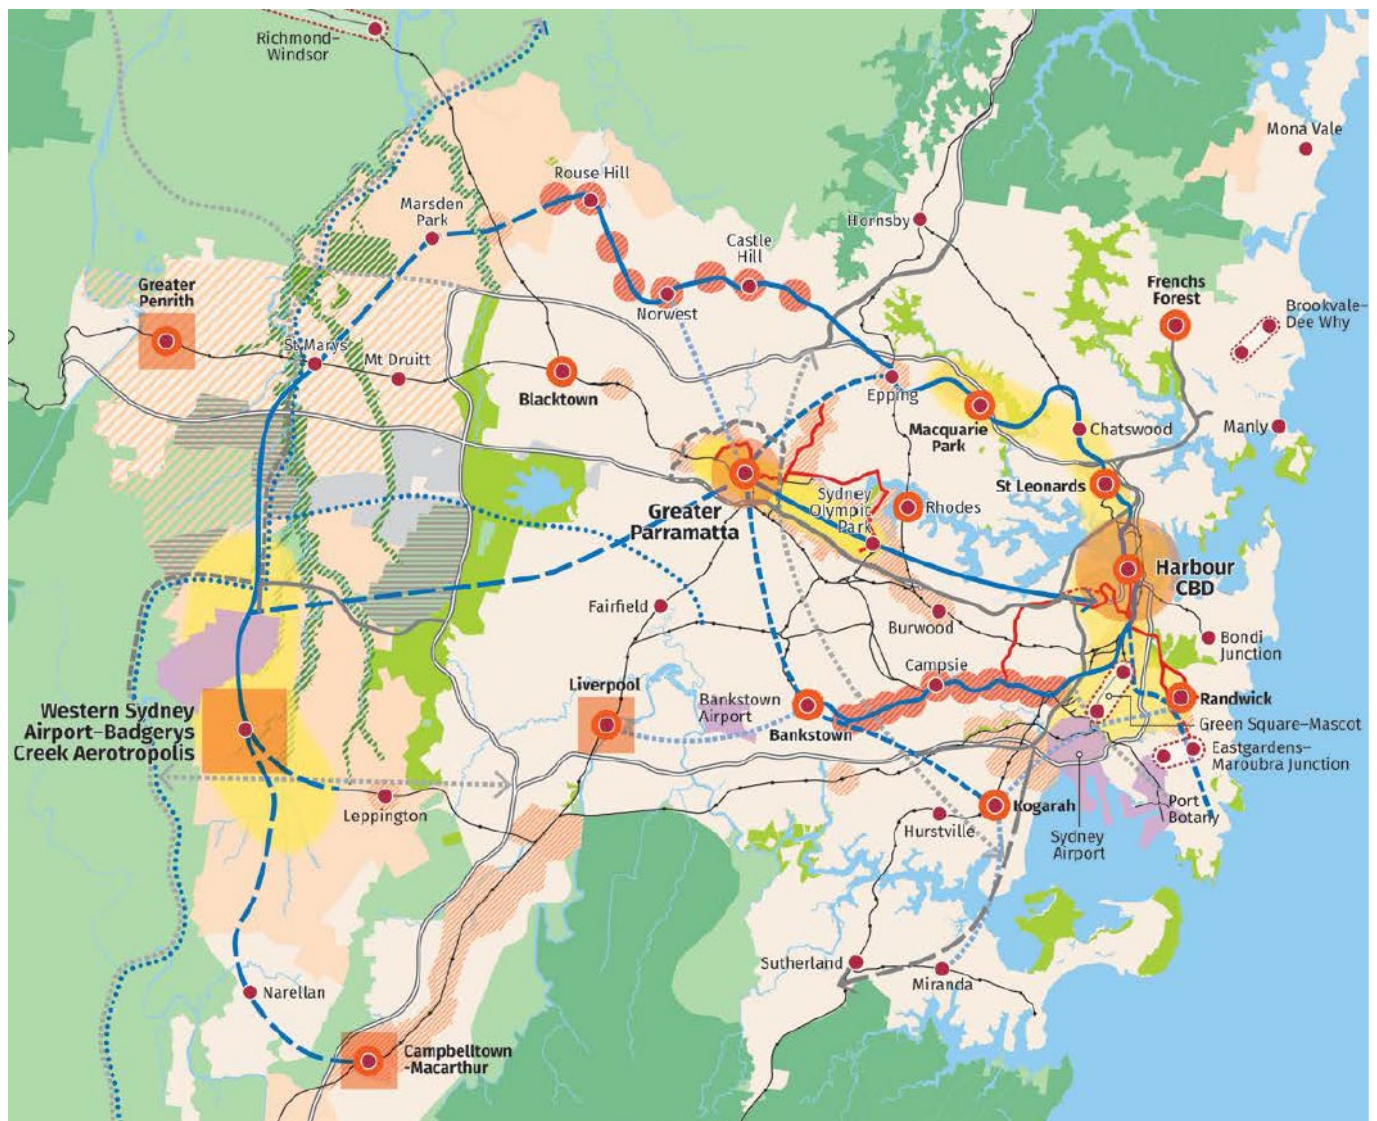 Richmond–
Windsor
Mona Vale
Rouse Hill
Marsden
Park
Hornsby
Castle
Hill
Greater
Penrith
Frenchs
Forest
Norwest
Brookvale–
Dee Why
St Marys
Mt Druitt
Blacktown
Epping
Macquarie
Park
Chatswood
Manly
St Leonards
Sydney
Olympic
Park
Rhodes
Greater
Parramatta
Harbour
CBD
Fairfield
Burwood
Bondi
Junction
Campsie
Liverpool
Bankstown
Airport
Randwick
Western Sydney
Airport–Badgerys
Creek Aerotropolis
Bankstown
Green Square–Mascot
Eastgardens–
Maroubra Junction
Leppington
Kogarah
Port
Botany
Hurstville
Sydney
Airport
Sutherland
Miranda
Narellan
Campbelltown
-Macarthur